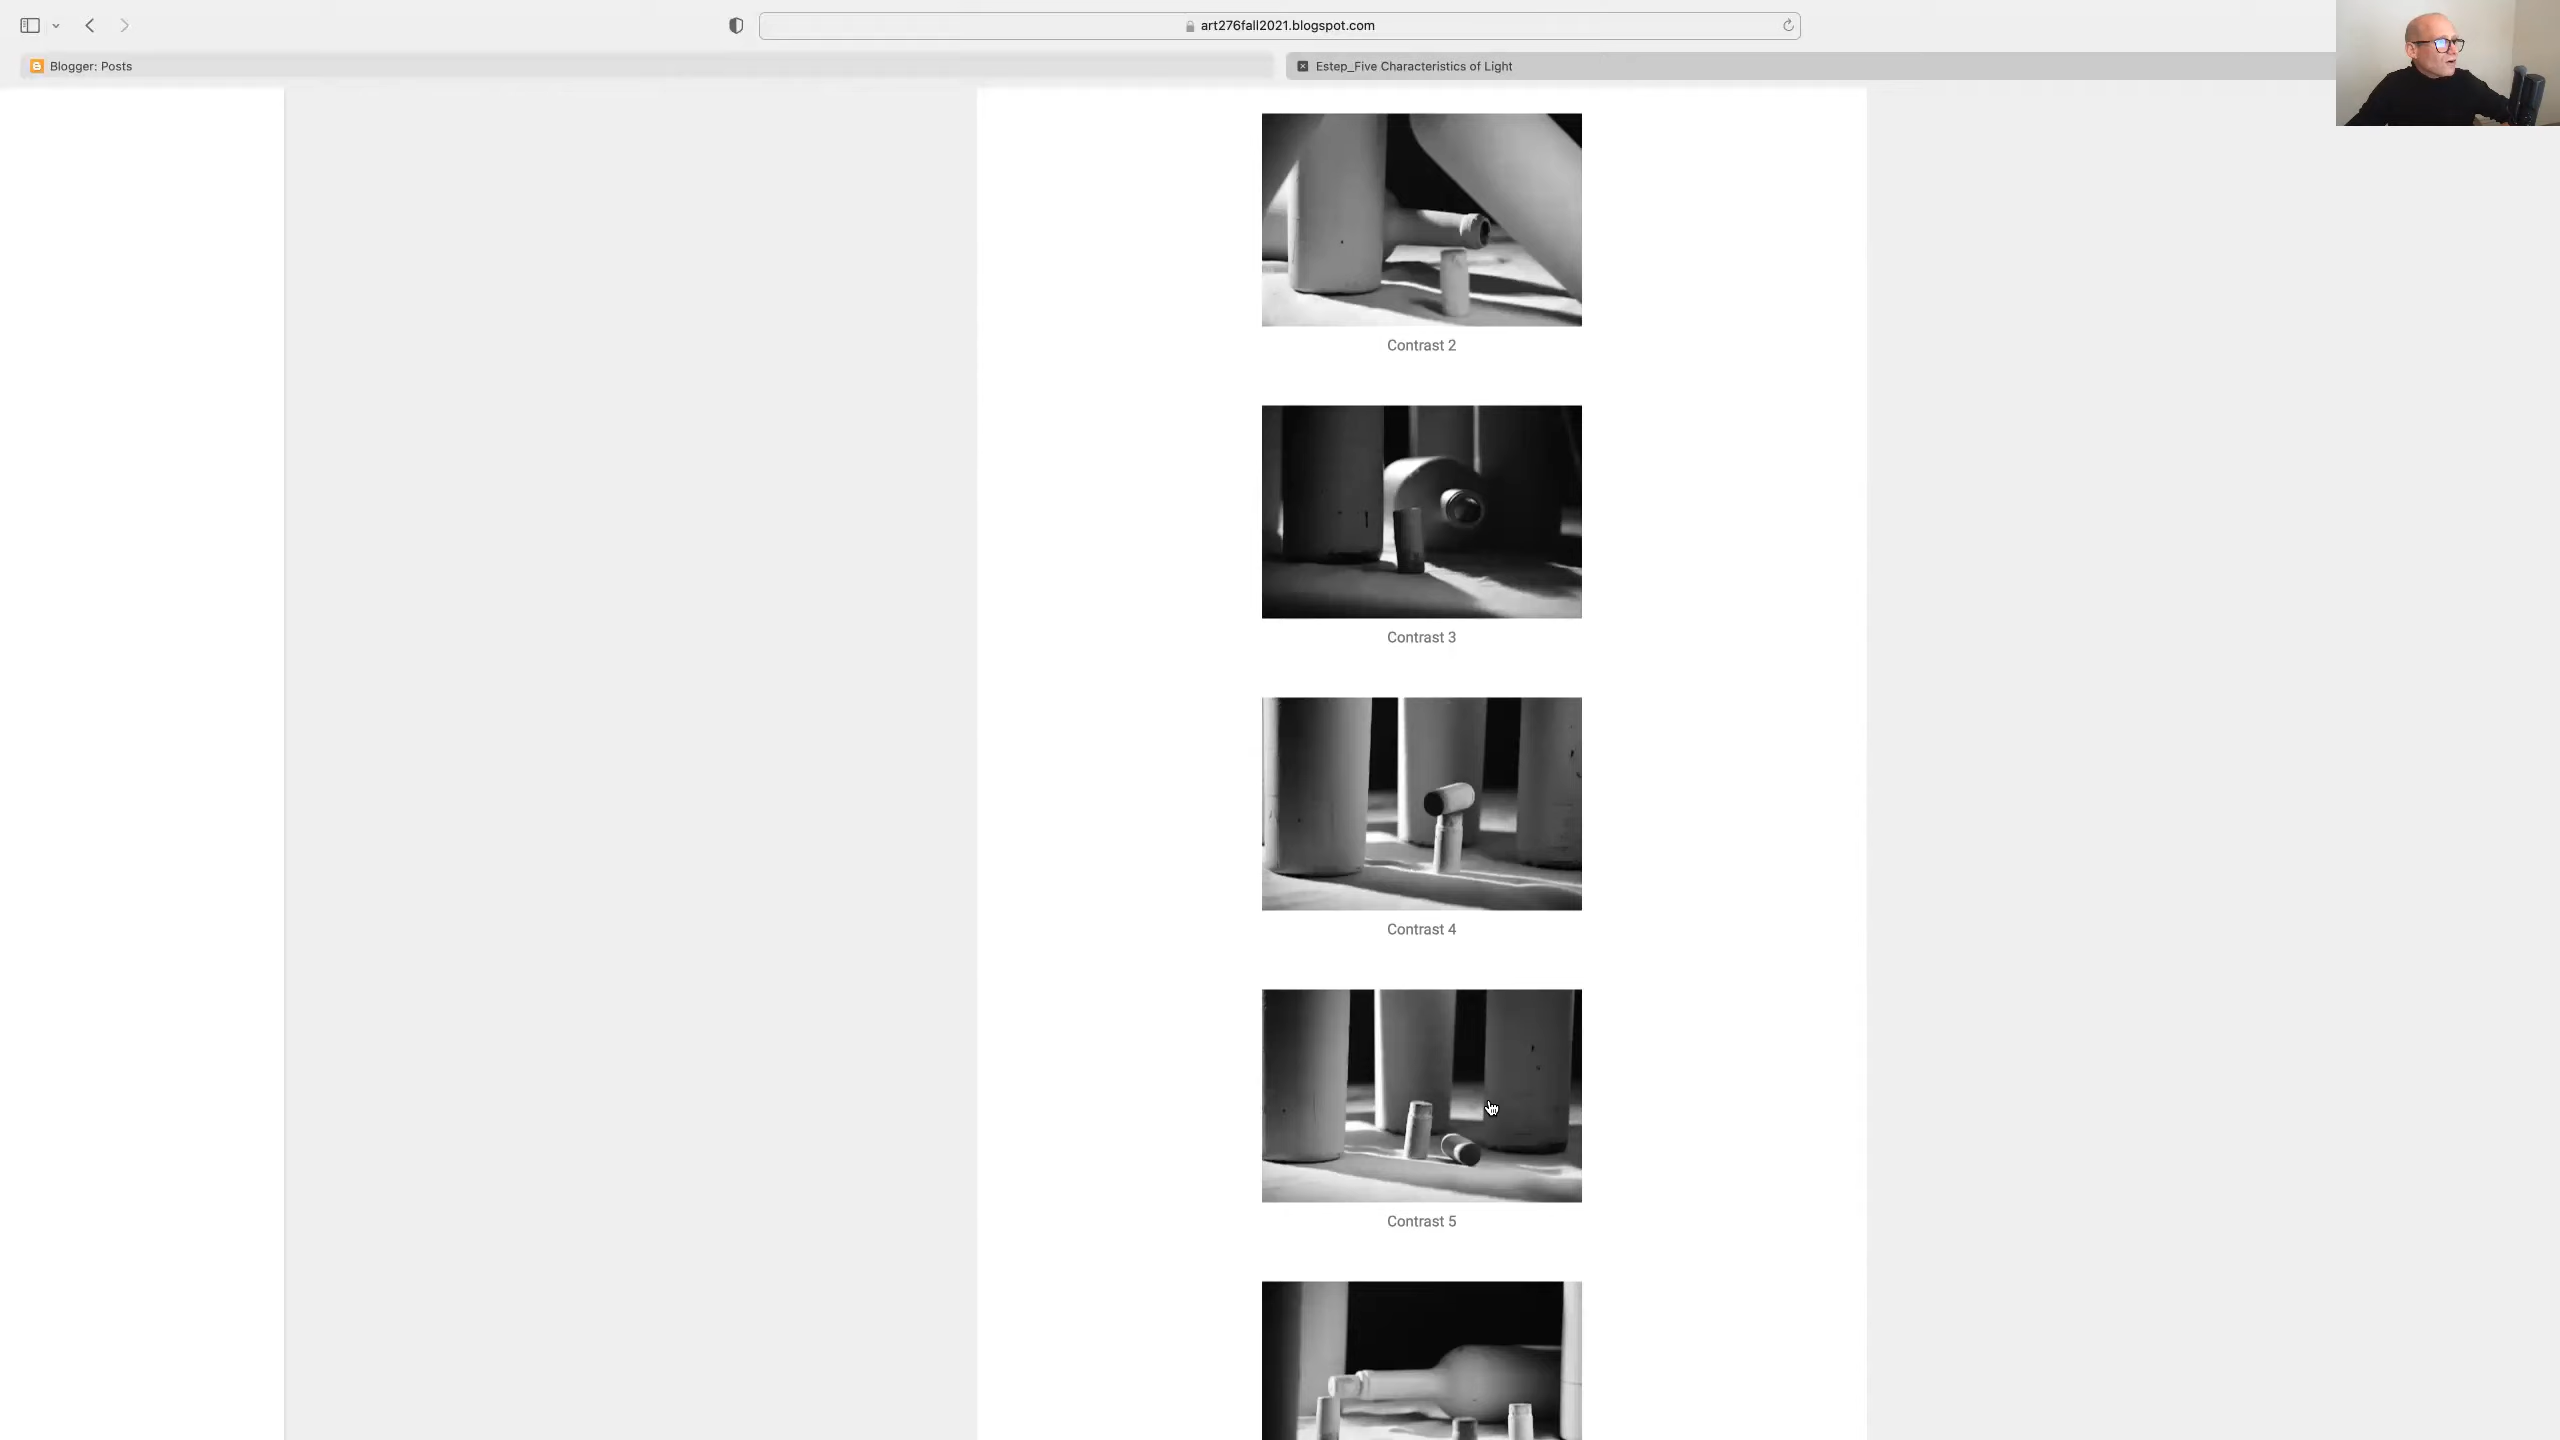 art276fall2021.blogspot.com
Blogger: Posts
Estep_Five Characteristics of Light
Contrast 2
Contrast 3
Contrast 4
Contrast 5